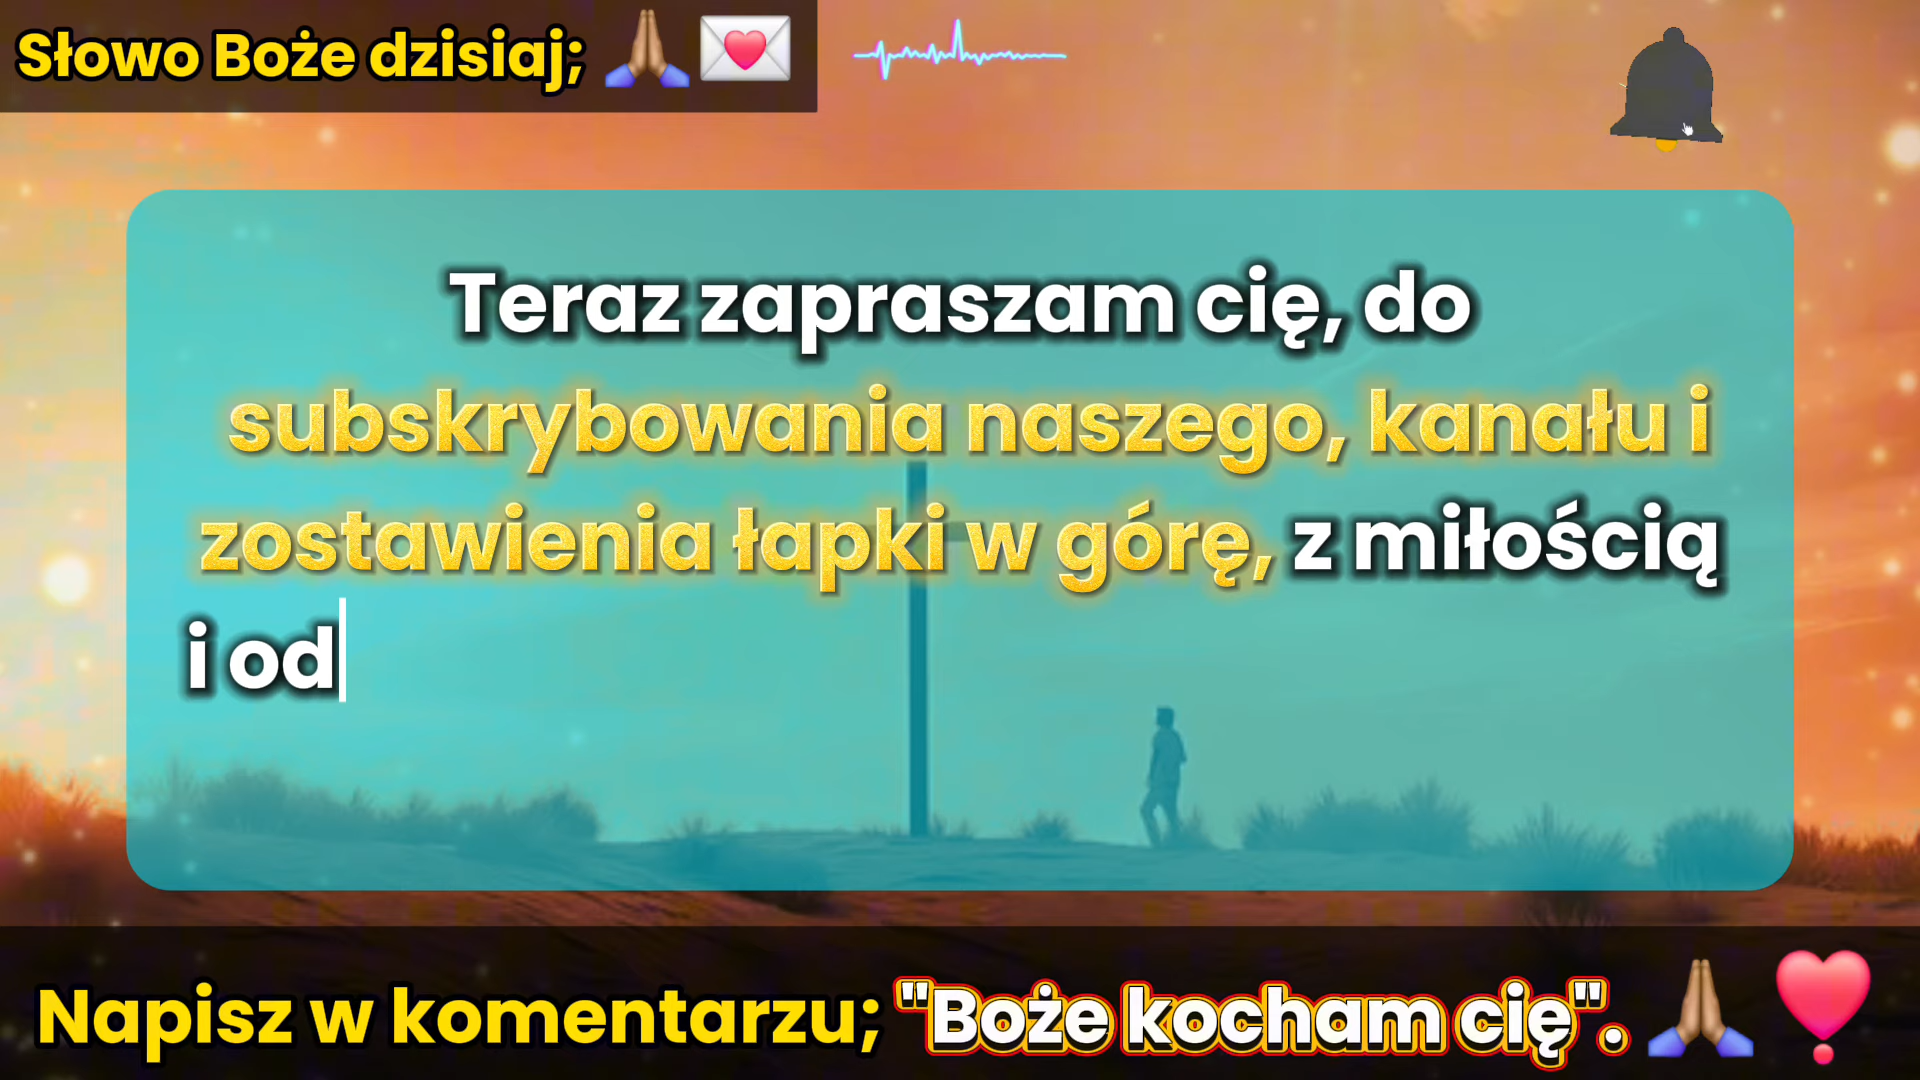 Słowo Boże dzisiaj;
Teraz zapraszam cię, do
subskrybowania naszego, kanału i
zostawienia łapki w górę, z miłością
i od
Napisz w komentarzu; "Boże kocham cię".